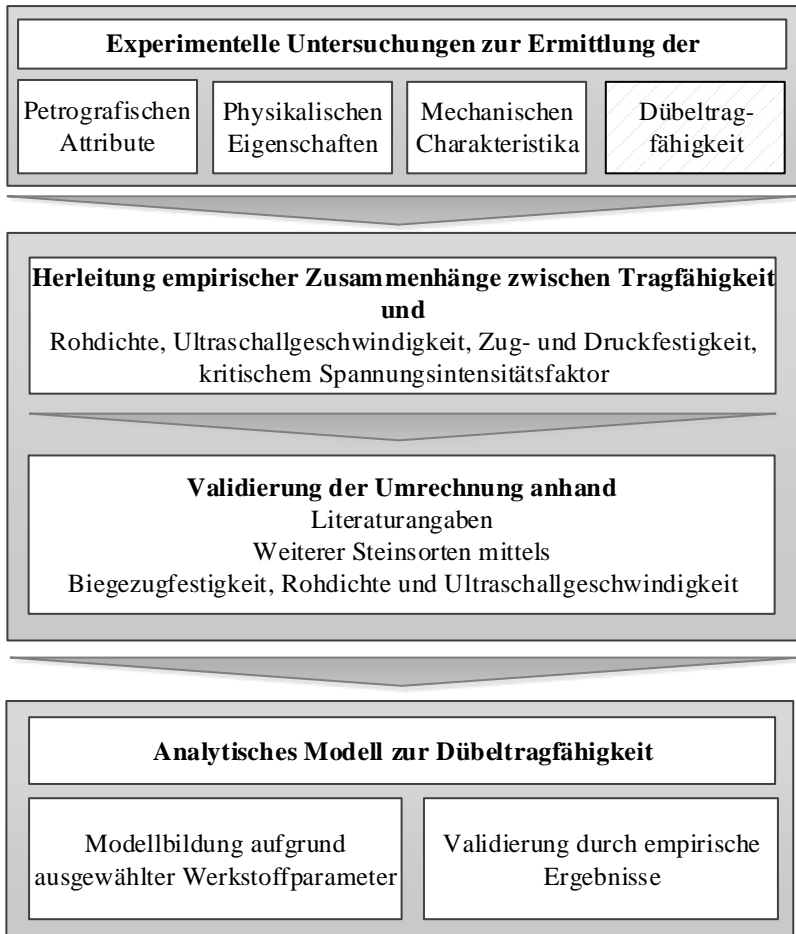 Experimentelle Untersuchungen zur Ermittlung der
Petrografischen
Attribute
Physikalischen
Eigenschaften
Mechanischen
Charakteristika
Dübeltrag-
fähigkeit
Herleitung empirischer Zusammenhänge zwischen Tragfähigkeit
und
Rohdichte, Ultraschallgeschwindigkeit, Zug- und Druckfestigkeit,
kritischem Spannungsintensitätsfaktor
Validierung der Umrechnung anhand
Literaturangaben
Weiterer Steinsorten mittels
Biegezugfestigkeit, Rohdichte und Ultraschallgeschwindigkeit
Analytisches Modell zur Dübeltragfähigkeit
Modellbildung aufgrund
ausgewählter Werkstoffparameter
Validierung durch empirische
Ergebnisse